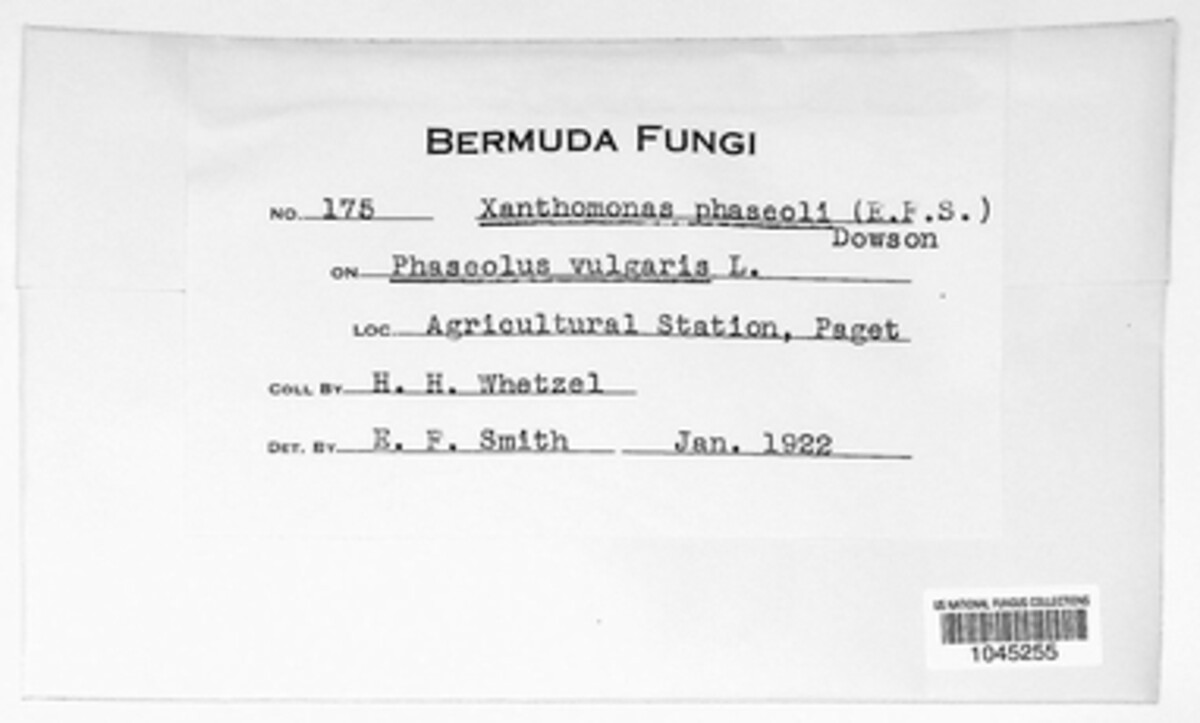 BERMUDA FUNGI
NO. 175 Xanthomonas phaseoli (E.F.S.)
Dowson
ON Phaseolus vulgaris L.
LOC. Agricultural Station, Paget
COLL. BY H. H. Whetzel
DET. BY E. F. Smith Jan. 1922
US NATIONAL FUNGUS COLLECTIONS
1045255